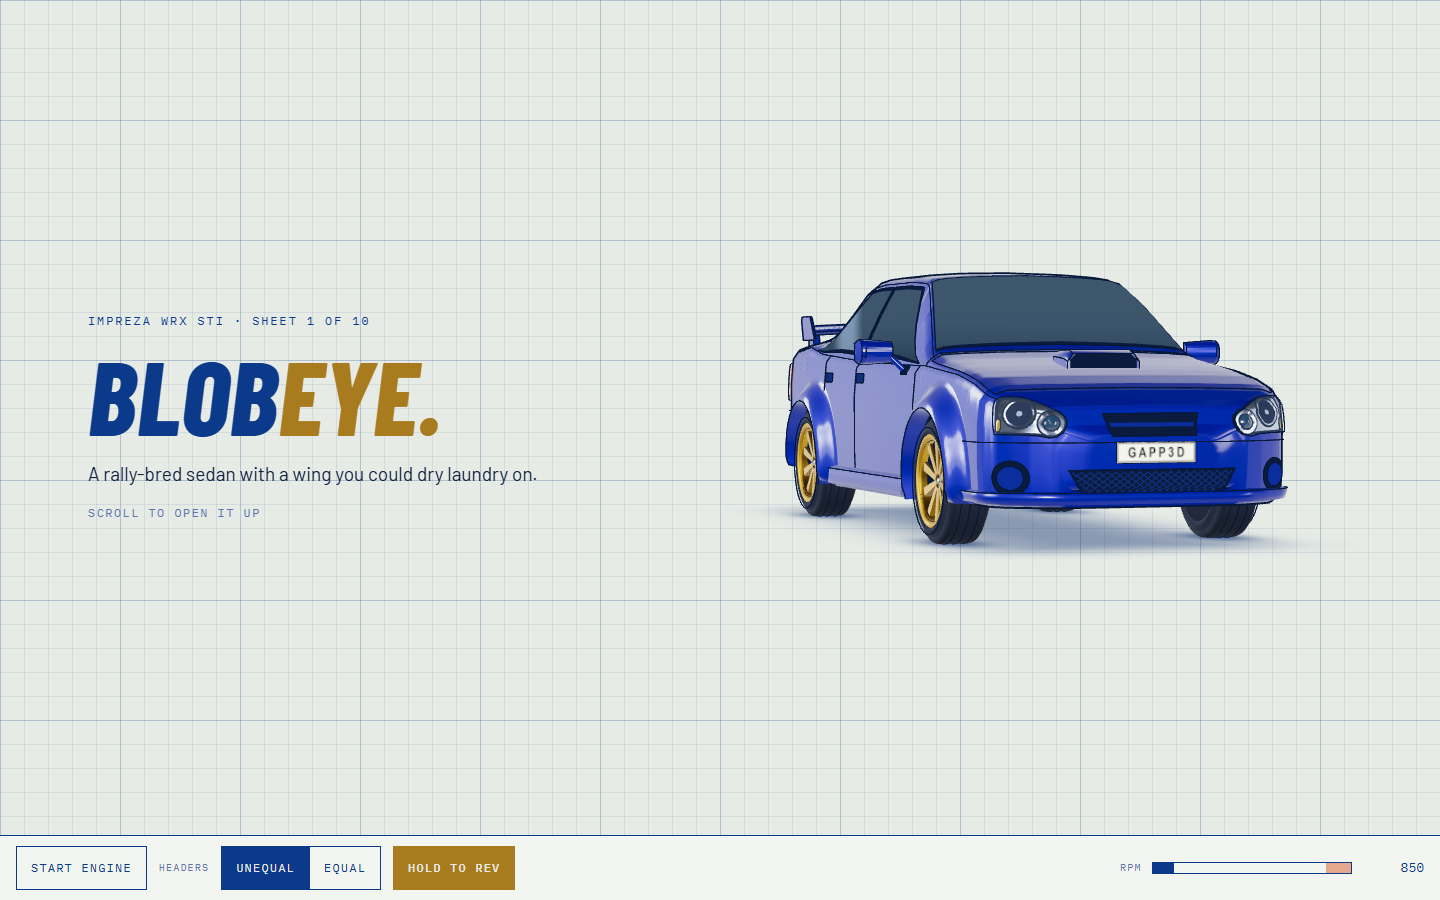 IMPREZA WRX STI · SHEET 1 OF 10
BLOBEYE.
A rally-bred sedan with a wing you could dry laundry on.
SCROLL TO OPEN IT UP
GAPP3D
START ENGINE
HEADERS
UNEQUAL
EQUAL
HOLD TO REV
RPM
850